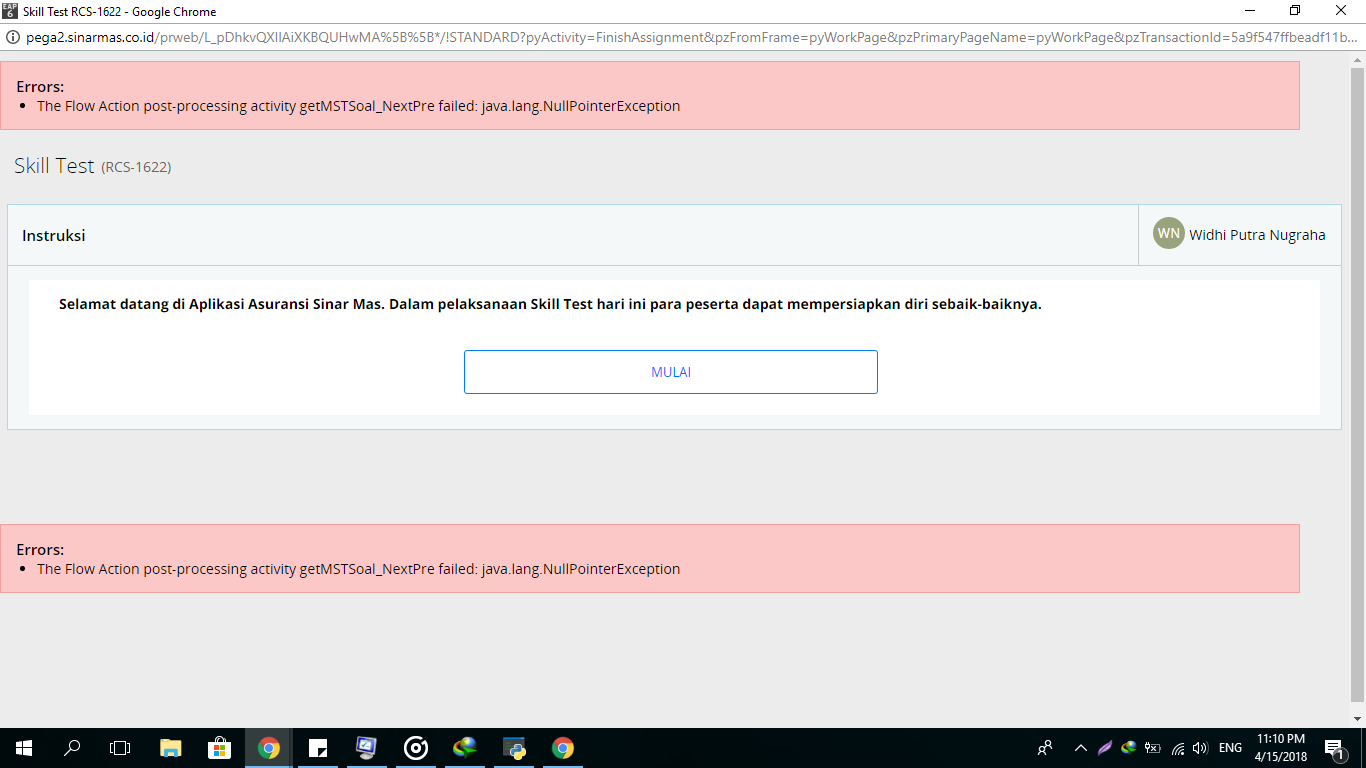 EAP
6
Skill Test RCS-1622 - Google Chrome
pega2.sinarmas.co.id/prweb/L_pDhkvQXIlAiXKBQUHwMA%5B%5B*/!STANDARD?pyActivity=FinishAssignment&pzFromFrame=pyWorkPage&pzPrimaryPageName=pyWorkPage&pzTransactionId=5a9f547ffbeadf11b...
Errors:
• The Flow Action post-processing activity getMSTSoal_NextPre failed: java.lang.NullPointerException
Skill Test (RCS-1622)
Instruksi
WN Widhi Putra Nugraha
Selamat datang di Aplikasi Asuransi Sinar Mas. Dalam pelaksanaan Skill Test hari ini para peserta dapat mempersiapkan diri sebaik-baiknya.
MULAI
Errors:
• The Flow Action post-processing activity getMSTSoal_NextPre failed: java.lang.NullPointerException
ENG
11:10 PM
4/15/2018
1